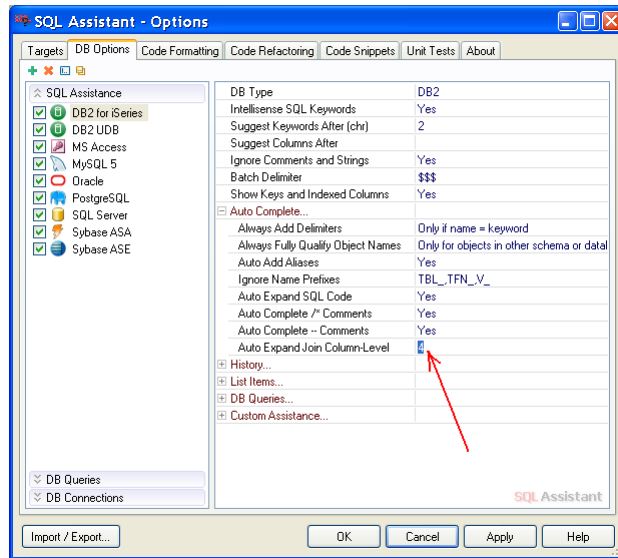 SQL Assistant - Options
Targets DB Options Code Formatting Code Refactoring Code Snippets Unit Tests About
SQL Assistance
DB2 for iSeries
DB2 UDB
MS Access
MySQL 5
Oracle
PostgreSQL
SQL Server
Sybase ASA
Sybase ASE
DB Queries
DB Connections
DB Type DB2
Intellisense SQL Keywords Yes
Suggest Keywords After (chr) 2
Suggest Columns After
Ignore Comments and Strings Yes
Batch Delimiter $$$
Show Keys and Indexed Columns Yes
Auto Complete...
Always Add Delimiters Only if name = keyword
Always Fully Qualify Object Names Only for objects in other schema or datal
Auto Add Aliases Yes
Ignore Name Prefixes TBL_,TFN_,V_
Auto Expand SQL Code Yes
Auto Complete /* Comments Yes
Auto Complete -- Comments Yes
Auto Expand Join Column-Level 4
History...
List Items...
DB Queries...
Custom Assistance...
SQL Assistant
Import / Export... OK Cancel Apply Help